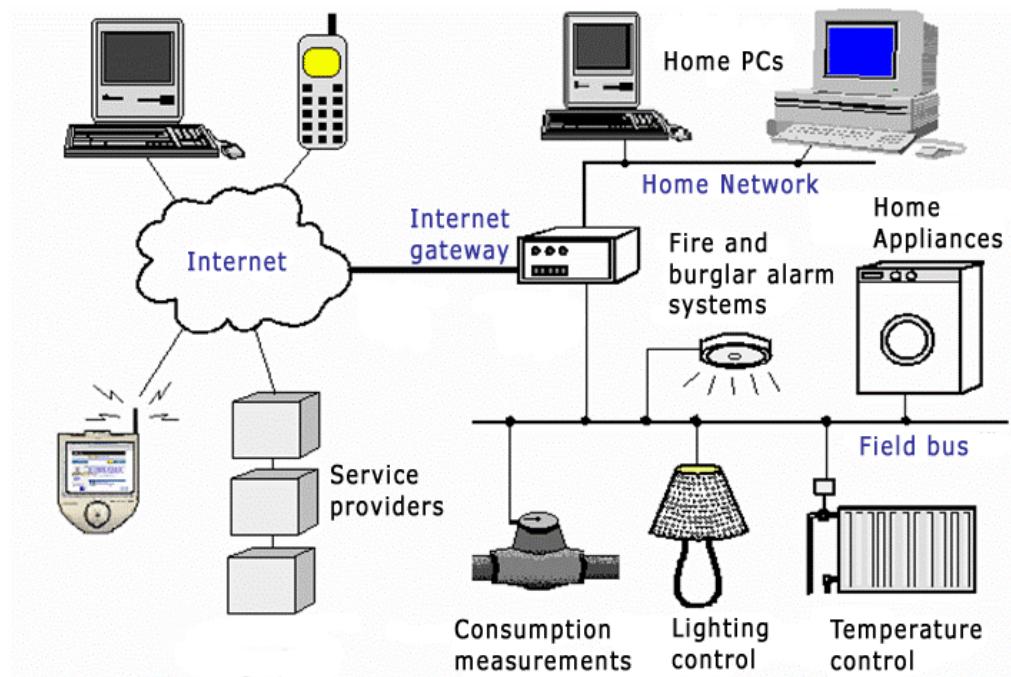 Home PCs
Home Network
Internet
gateway
Internet
Home
Appliances
Fire and
burglar alarm
systems
Field bus
Service
providers
Consumption
measurements
Lighting
control
Temperature
control